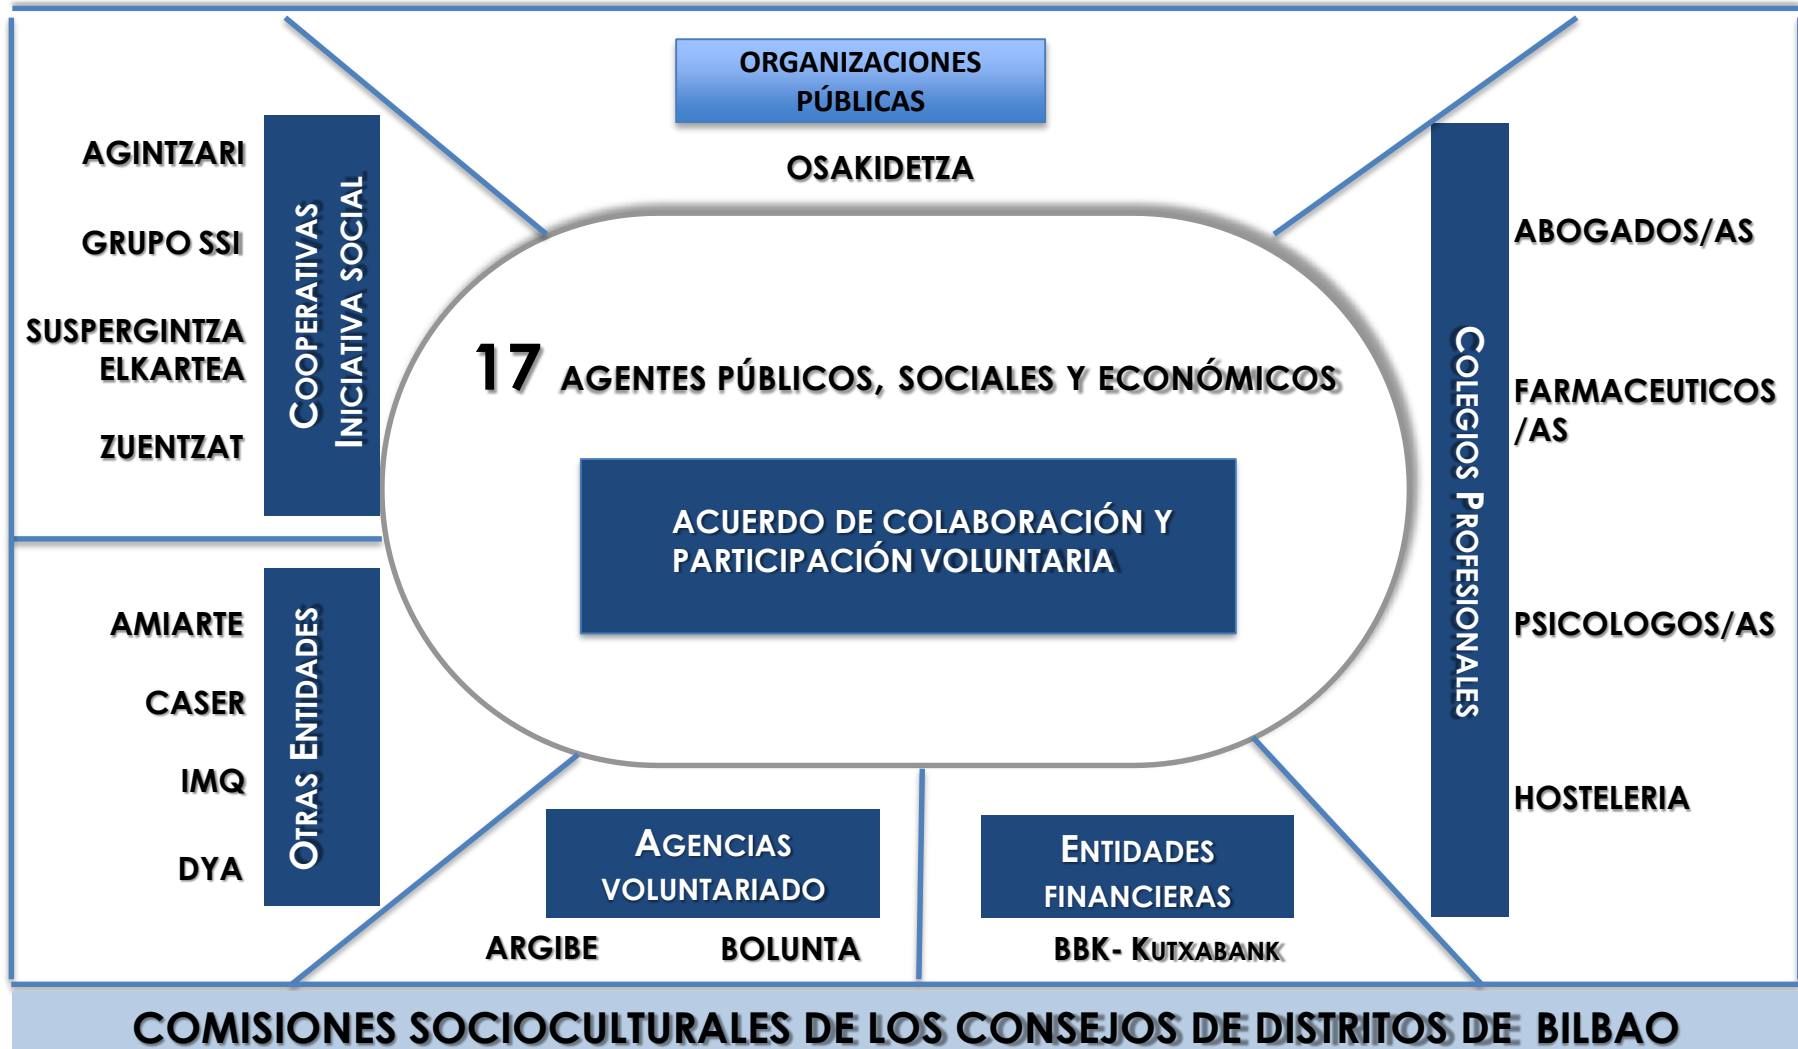 ORGANIZACIONES
PÚBLICAS
OSAKIDETZA
AGINTZARI
GRUPO SSI
SUSPERGINTZA
ELKARTEA
ZUENTZAT
COOPERATIVAS
INICIATIVA SOCIAL
17 AGENTES PÚBLICOS, SOCIALES Y ECONÓMICOS
ACUERDO DE COLABORACIÓN Y
PARTICIPACIÓN VOLUNTARIA
COLEGIOS PROFESIONALES
ABOGADOS/AS
FARMACEUTICOS
/AS
PSICOLOGOS/AS
HOSTELERIA
AMIARTE
CASER
IMQ
DYA
OTRAS ENTIDADES
AGENCIAS
VOLUNTARIADO
ARGIBE BOLUNTA
ENTIDADES
FINANCIERAS
BBK- KUTXABANK
COMISIONES SOCIOCULTURALES DE LOS CONSEJOS DE DISTRITOS DE BILBAO